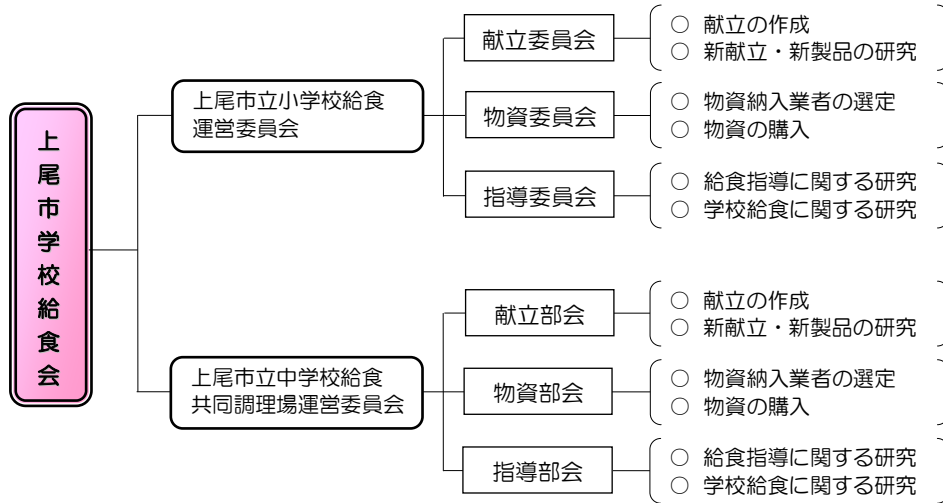 上尾市学校給食会
上尾市立小学校給食
運営委員会
献立委員会
○ 献立の作成
○ 新献立・新製品の研究
物資委員会
○ 物資納入業者の選定
○ 物資の購入
指導委員会
○ 給食指導に関する研究
○ 学校給食に関する研究
上尾市立中学校給食
共同調理場運営委員会
献立部会
○ 献立の作成
○ 新献立・新製品の研究
物資部会
○ 物資納入業者の選定
○ 物資の購入
指導部会
○ 給食指導に関する研究
○ 学校給食に関する研究